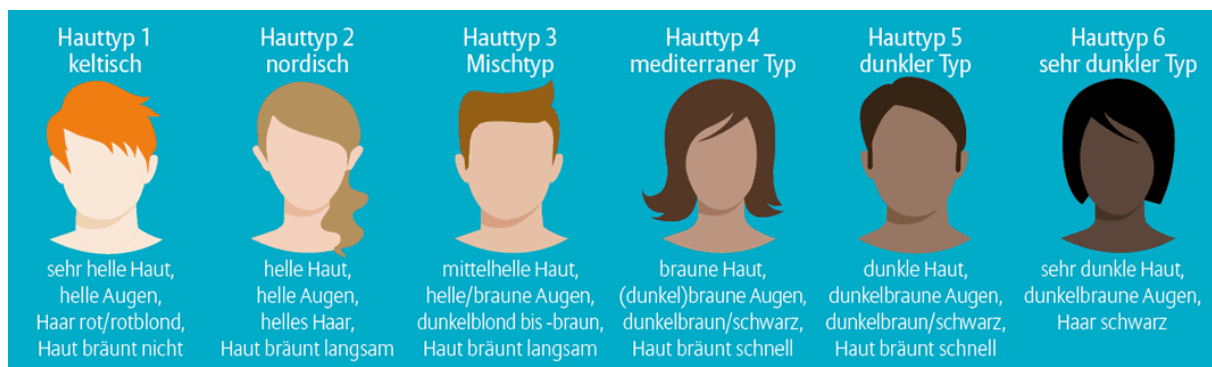 Hauttyp 1
keltisch
sehr helle Haut,
helle Augen,
Haar rot/rotblond,
Haut bräunt nicht
Hauttyp 2
nordisch
helle Haut,
helle Augen,
helles Haar,
Haut bräunt langsam
Hauttyp 3
Mischtyp
mittelhelle Haut,
helle/braune Augen,
dunkelblond bis -braun,
Haut bräunt langsam
Hauttyp 4
mediterraner Typ
braune Haut,
(dunkel)braune Augen,
dunkelbraun/schwarz,
Haut bräunt schnell
Hauttyp 5
dunkler Typ
dunkle Haut,
dunkelbraune Augen,
dunkelbraun/schwarz,
Haut bräunt schnell
Hauttyp 6
sehr dunkler Typ
sehr dunkle Haut,
dunkelbraune Augen,
Haar schwarz